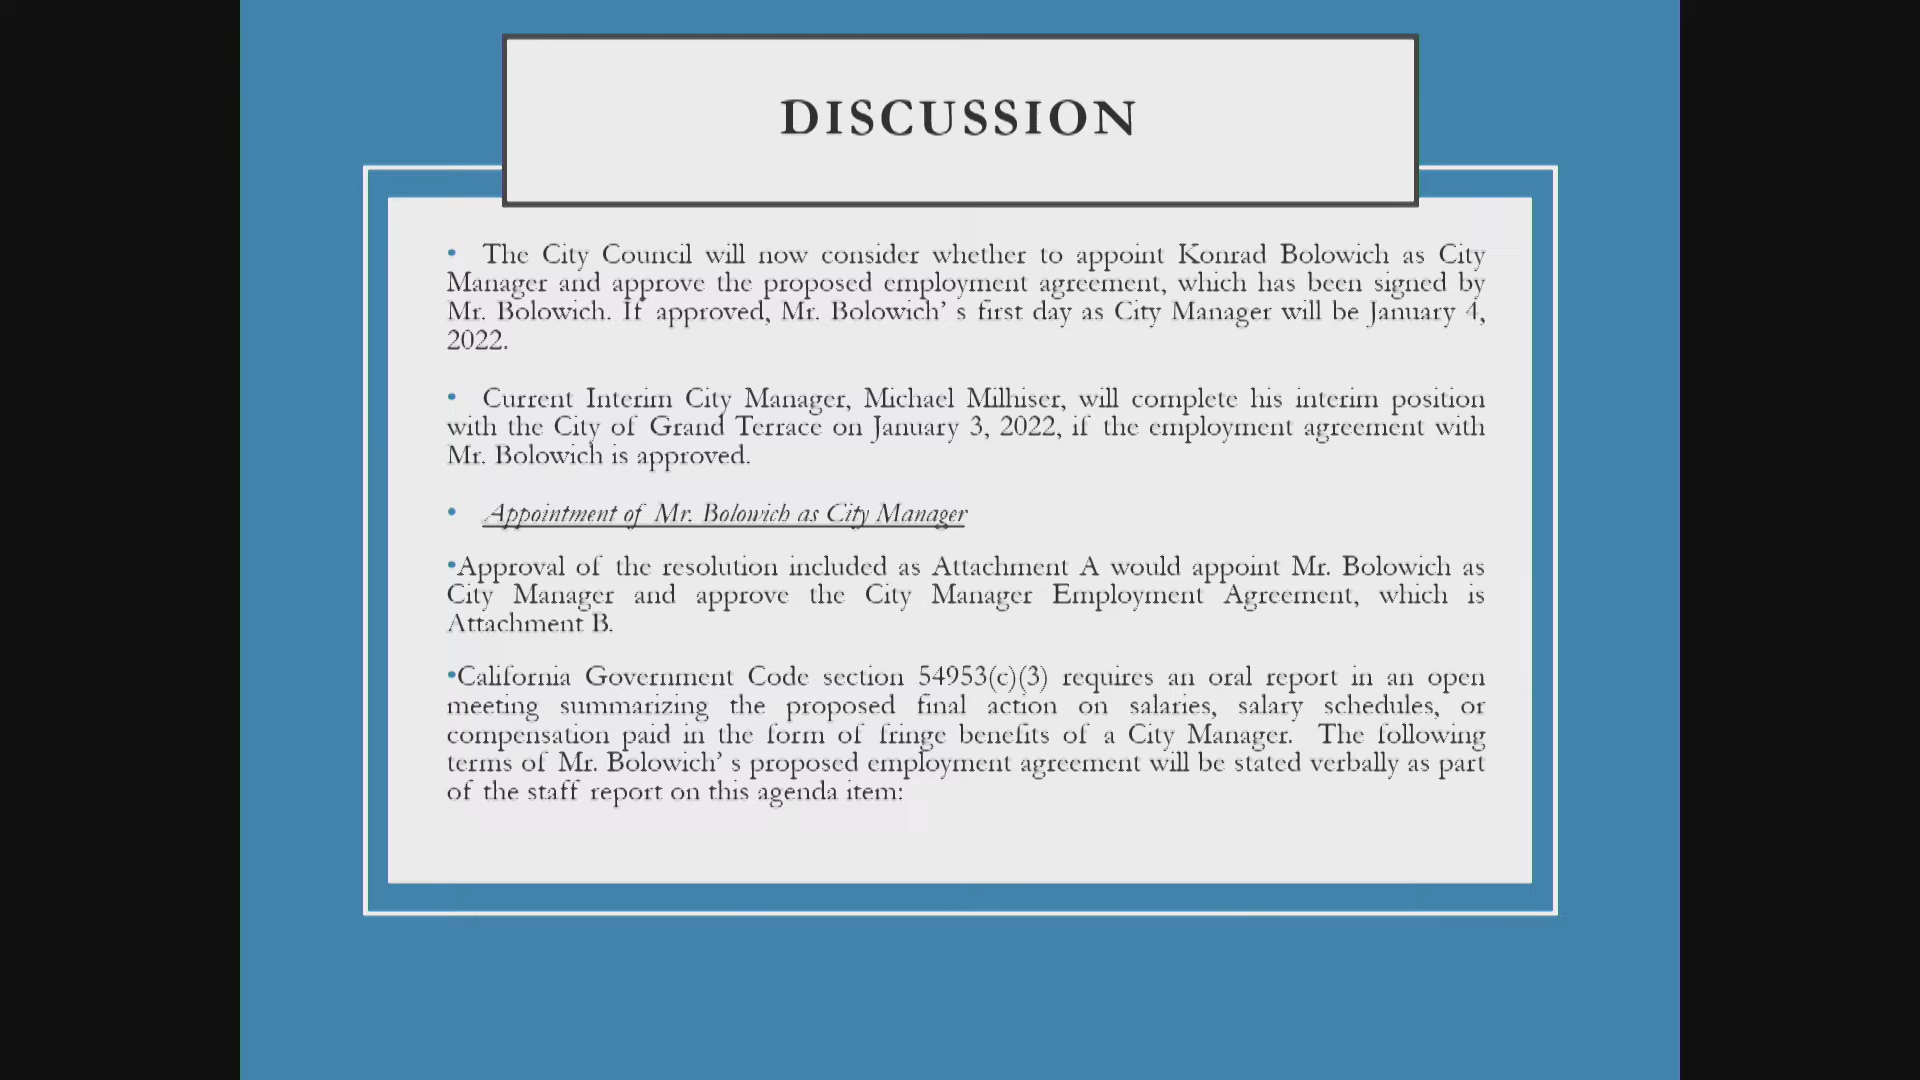 DISCUSSION
• The City Council will now consider whether to appoint Konrad Bolowich as City
Manager and approve the proposed employment agreement, which has been signed by
Mr. Bolowich. If approved, Mr. Bolowich’ s first day as City Manager will be January 4,
2022.
• Current Interim City Manager, Michael Milhiser, will complete his interim position
with the City of Grand Terrace on January 3, 2022, if the employment agreement with
Mr. Bolowich is approved.
• Appointment of Mr. Bolowich as City Manager
•Approval of the resolution included as Attachment A would appoint Mr. Bolowich as
City Manager and approve the City Manager Employment Agreement, which is
Attachment B.
•California Government Code section 54953(c)(3) requires an oral report in an open
meeting summarizing the proposed final action on salaries, salary schedules, or
compensation paid in the form of fringe benefits of a City Manager. The following
terms of Mr. Bolowich’ s proposed employment agreement will be stated verbally as part
of the staff report on this agenda item: